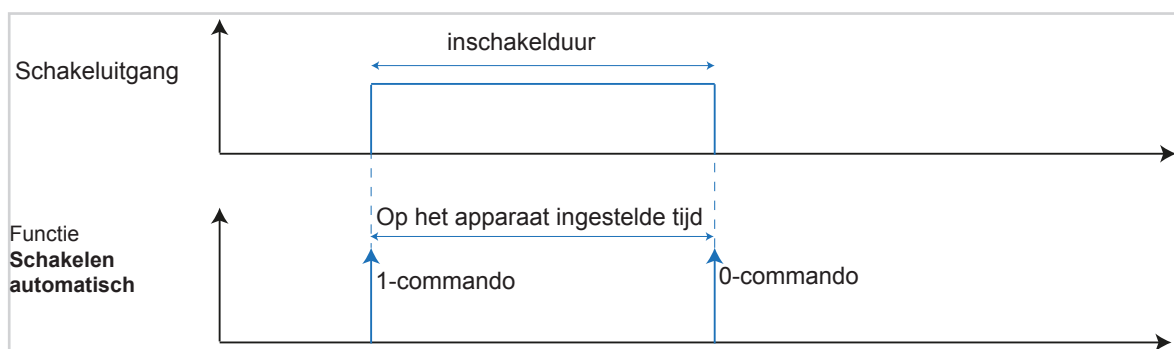 inschakelduur
Schakeluitgang
Op het apparaat ingestelde tijd
Functie
Schakelen
automatisch
1-commando
0-commando